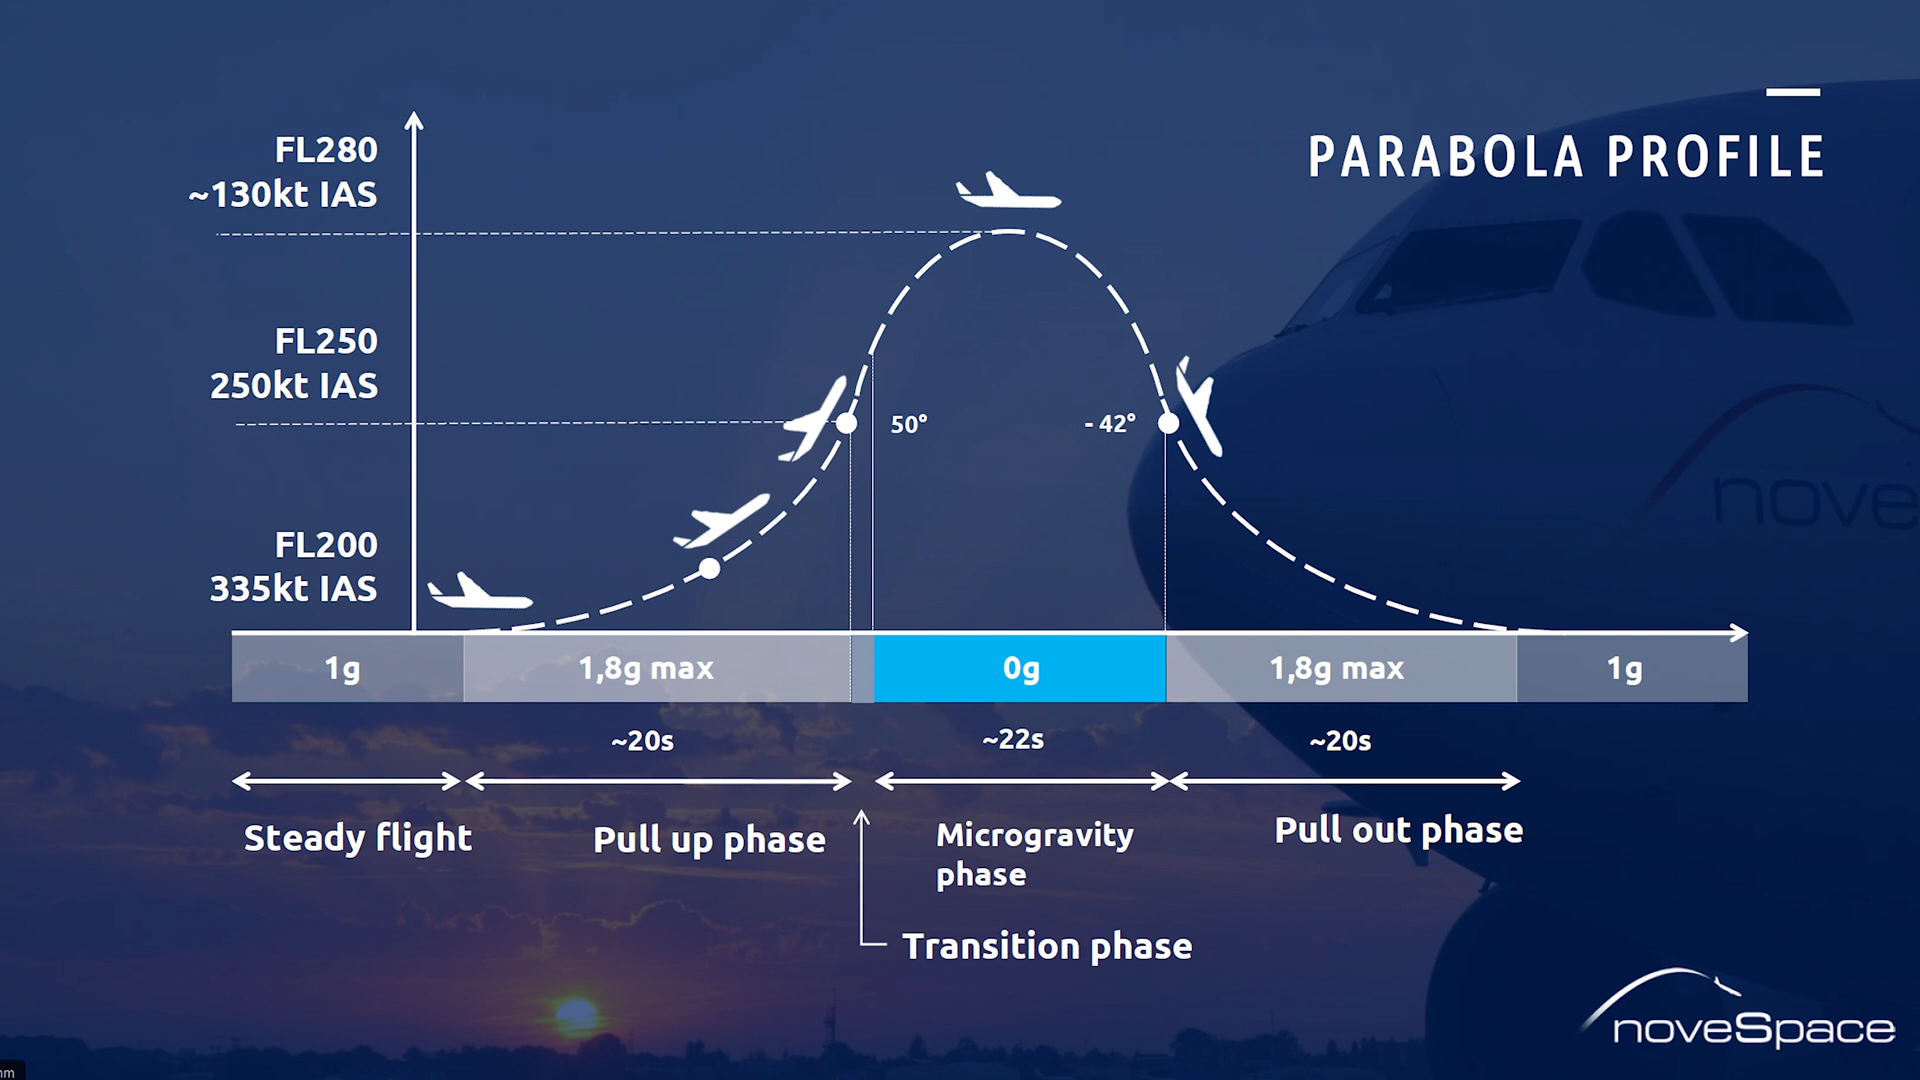 PARABOLA PROFILE
FL280
~130kt IAS
FL250
250kt IAS
50°
- 42°
FL200
335kt IAS
1g
1,8g max
0g
1,8g max
1g
~20s
~22s
~20s
Steady flight
Pull up phase
Microgravity
phase
Pull out phase
Transition phase
nove
noveSpace